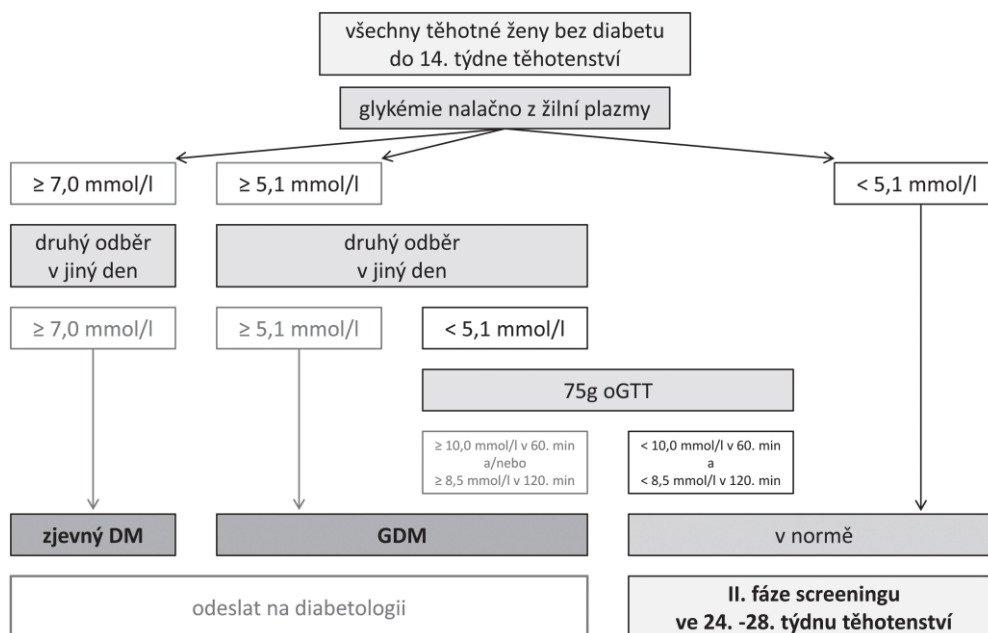 všechny těhotné ženy bez diabetu
do 14. týdne těhotenství
glykémie nalačno z žilní plazmy
≥ 7,0 mmol/l
≥ 5,1 mmol/l
< 5,1 mmol/l
druhý odběr
v jiný den
druhý odběr
v jiný den
≥ 7,0 mmol/l
≥ 5,1 mmol/l
< 5,1 mmol/l
75g oGTT
≥ 10,0 mmol/l v 60. min
a/nebo
≥ 8,5 mmol/l v 120. min
< 10,0 mmol/l v 60. min
a
< 8,5 mmol/l v 120. min
zjevný DM
GDM
v normě
odeslat na diabetologii
II. fáze screeningu
ve 24. -28. týdnu těhotenství